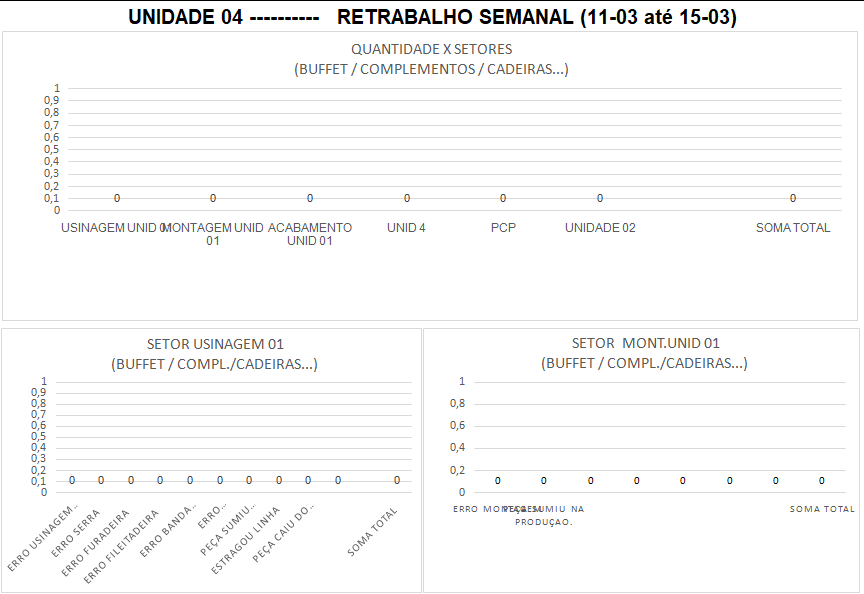 UNIDADE 04 ---------- RETRABALHO SEMANAL (11-03 até 15-03)
QUANTIDADE X SETORES
(BUFFET / COMPLEMENTOS / CADEIRAS...)
1
0,9
0,8
0,7
0,6
0,5
0,4
0,3
0,2
0,1
0
0 0 0 0 0 0 0
USINAGEM UNID 01 MONTAGEM UNID ACABAMENTO UNID 4 PCP UNIDADE 02 SOMA TOTAL
01 UNID 01
SETOR USINAGEM 01
(BUFFET / COMPL./CADEIRAS...)
1
0,9
0,8
0,7
0,6
0,5
0,4
0,3
0,2
0,1
0
0 0 0 0 0 0 0 0 0 0 0
ERRO USINAGEM...
ERRO SERRA
ERRO FURADEIRA
ERRO FILEITADEIRA
ERRO BANDA...
ERRO...
PEÇA SUMIU...
ESTRAGOU LINHA
PEÇA CAIU DO...
SOMA TOTAL
SETOR MONT.UNID 01
(BUFFET / COMPL./CADEIRAS...)
1
0,8
0,6
0,4
0,2
0
0 0 0 0 0 0 0 0
ERRO MONTAGEM PEÇA SUMIU NA SOMA TOTAL
PRODUÇAO.